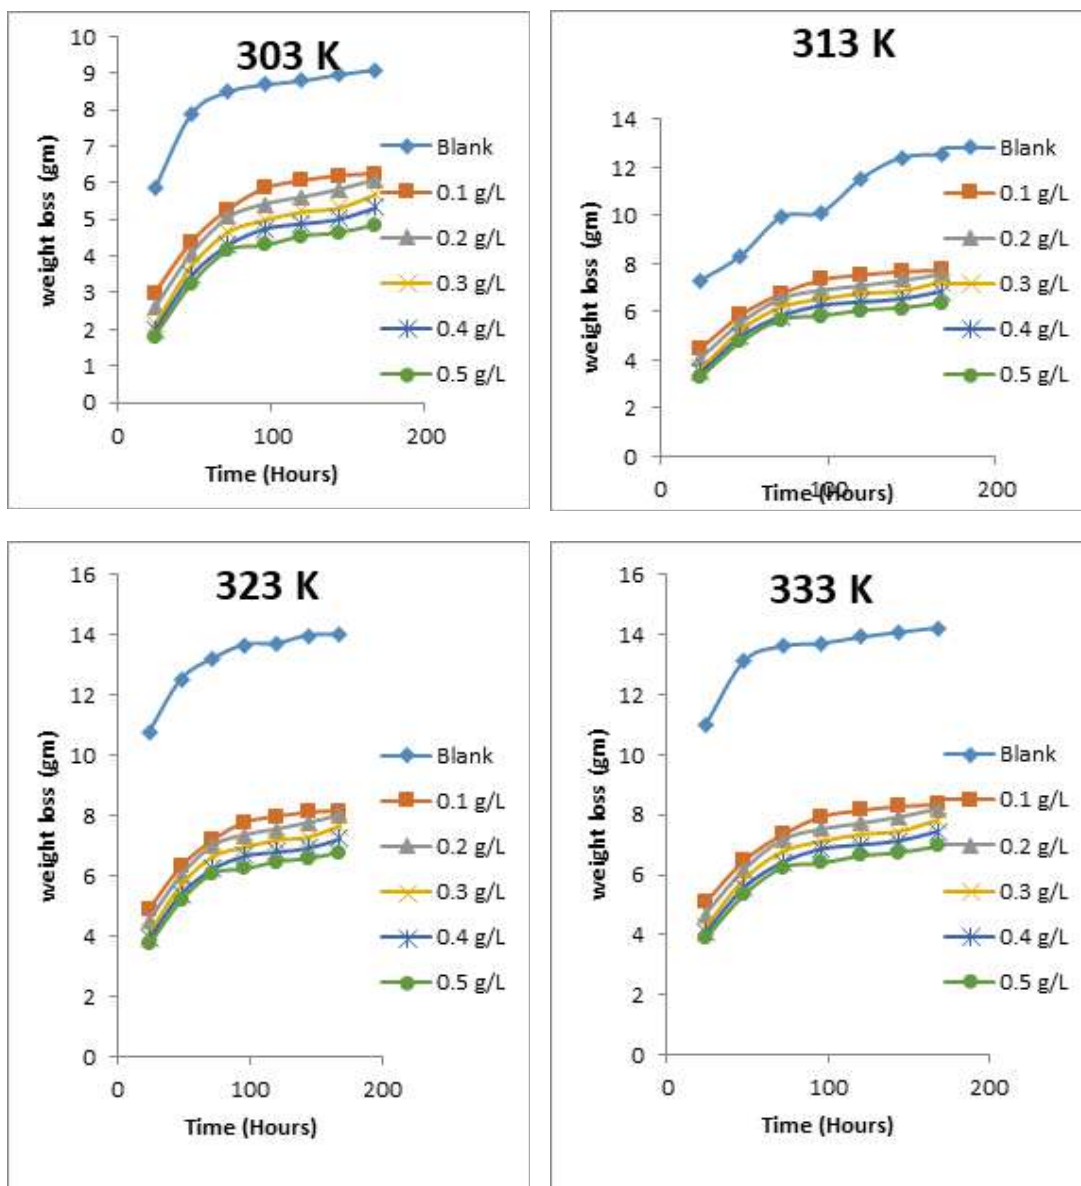 303 K
10
9
8
7
6
5
4
3
2
1
0
weight loss (gm)
0
100
200
Time (Hours)
Blank
0.1 g/L
0.2 g/L
0.3 g/L
0.4 g/L
0.5 g/L
313 K
14
12
10
8
6
4
2
0
weight loss (gm)
0
100
200
Time (Hours)
Blank
0.1 g/L
0.2 g/L
0.3 g/L
0.4 g/L
0.5 g/L
323 K
16
14
12
10
8
6
4
2
0
weight loss (gm)
0
100
200
Time (Hours)
Blank
0.1 g/L
0.2 g/L
0.3 g/L
0.4 g/L
0.5 g/L
333 K
16
14
12
10
8
6
4
2
0
weight loss (gm)
0
100
200
Time (Hours)
Blank
0.1 g/L
0.2 g/L
0.3 g/L
0.4 g/L
0.5 g/L